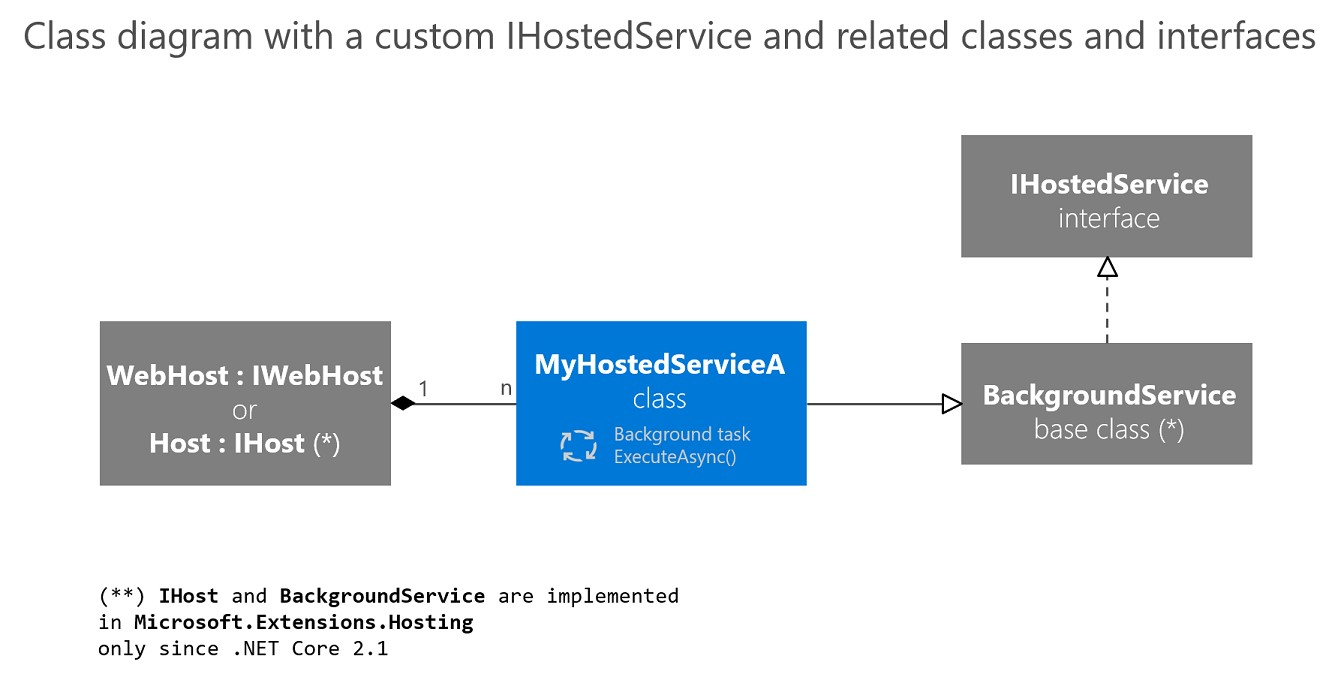 Class diagram with a custom IHostedService and related classes and interfaces
IHostedService
interface
WebHost : IWebHost
or
Host : IHost (*)
1
n
MyHostedServiceA
class
Background task
ExecuteAsync()
BackgroundService
base class (*)
(**) IHost and BackgroundService are implemented
in Microsoft.Extensions.Hosting
only since .NET Core 2.1